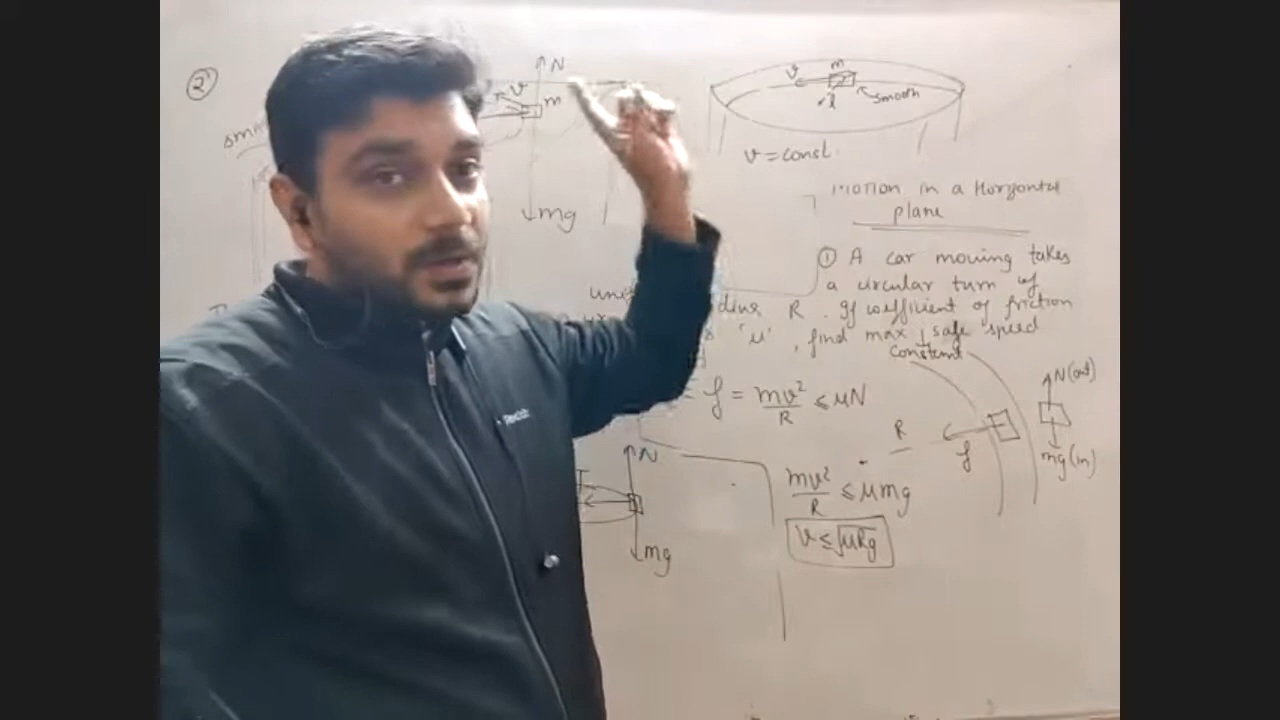 2
N
v
m
mg
v
m
l
smooth
v = const.
MOTION in a Horizontal
plane
① A car moving takes
a circular turn of
R. If coefficient of friction
'μ', find max safe speed
Constant
= f = mv²/R ≤ μN
N(out)
R
f
mg(in)
mv²/R ≤ μmg
v ≤ √μRg
N
T
mg